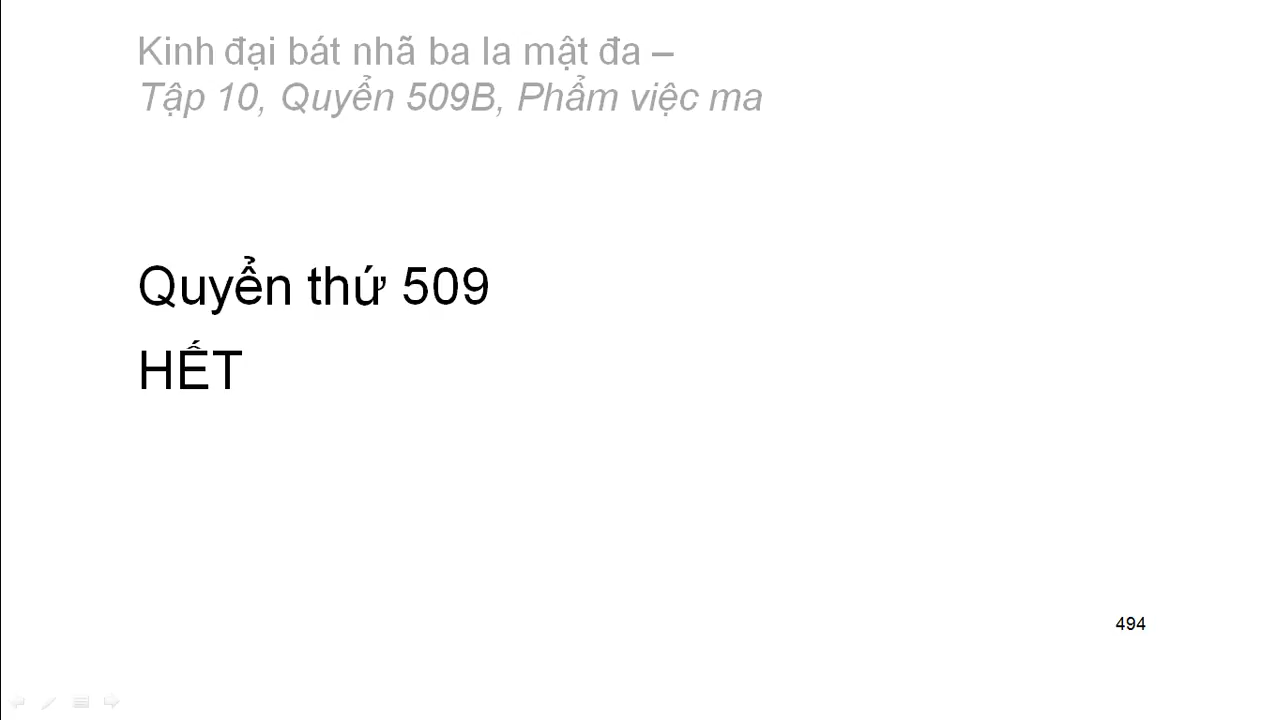 Kinh đại bát nhã ba la mật đa –
Tập 10, Quyển 509B, Phẩm việc ma
Quyển thứ 509
HẾT
494